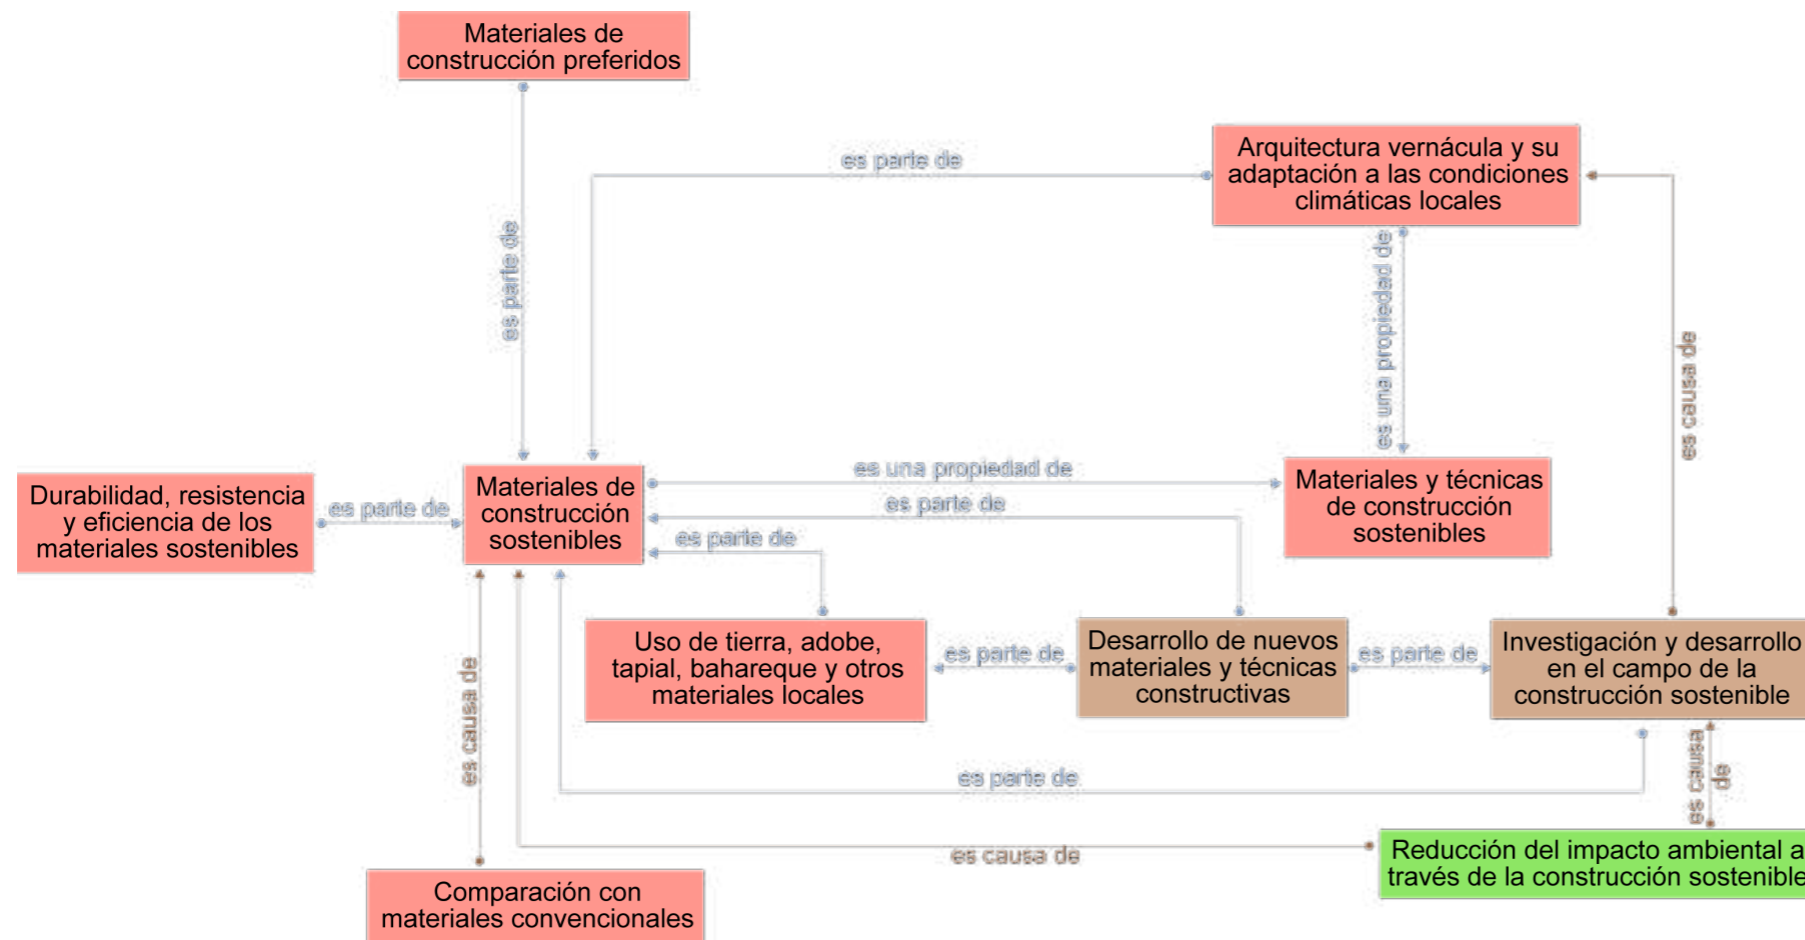 Materiales de
construcción preferidos
es parte de
es parte de
Arquitectura vernácula y su
adaptación a las condiciones
climáticas locales
es una propiedad de
es causa de
Durabilidad, resistencia
y eficiencia de los
materiales sostenibles
es parte de
Materiales de
construcción
sostenibles
es una propiedad de
es parte de
es parte de
Materiales y técnicas
de construcción
sostenibles
Uso de tierra, adobe,
tapial, bahareque y otros
materiales locales
es parte de
Desarrollo de nuevos
materiales y técnicas
constructivas
es parte de
Investigación y desarrollo
en el campo de la
construcción sostenible
es causa de
es parte de
es causa
de
es causa de
Reducción del impacto ambiental a
través de la construcción sostenible
Comparación con
materiales convencionales